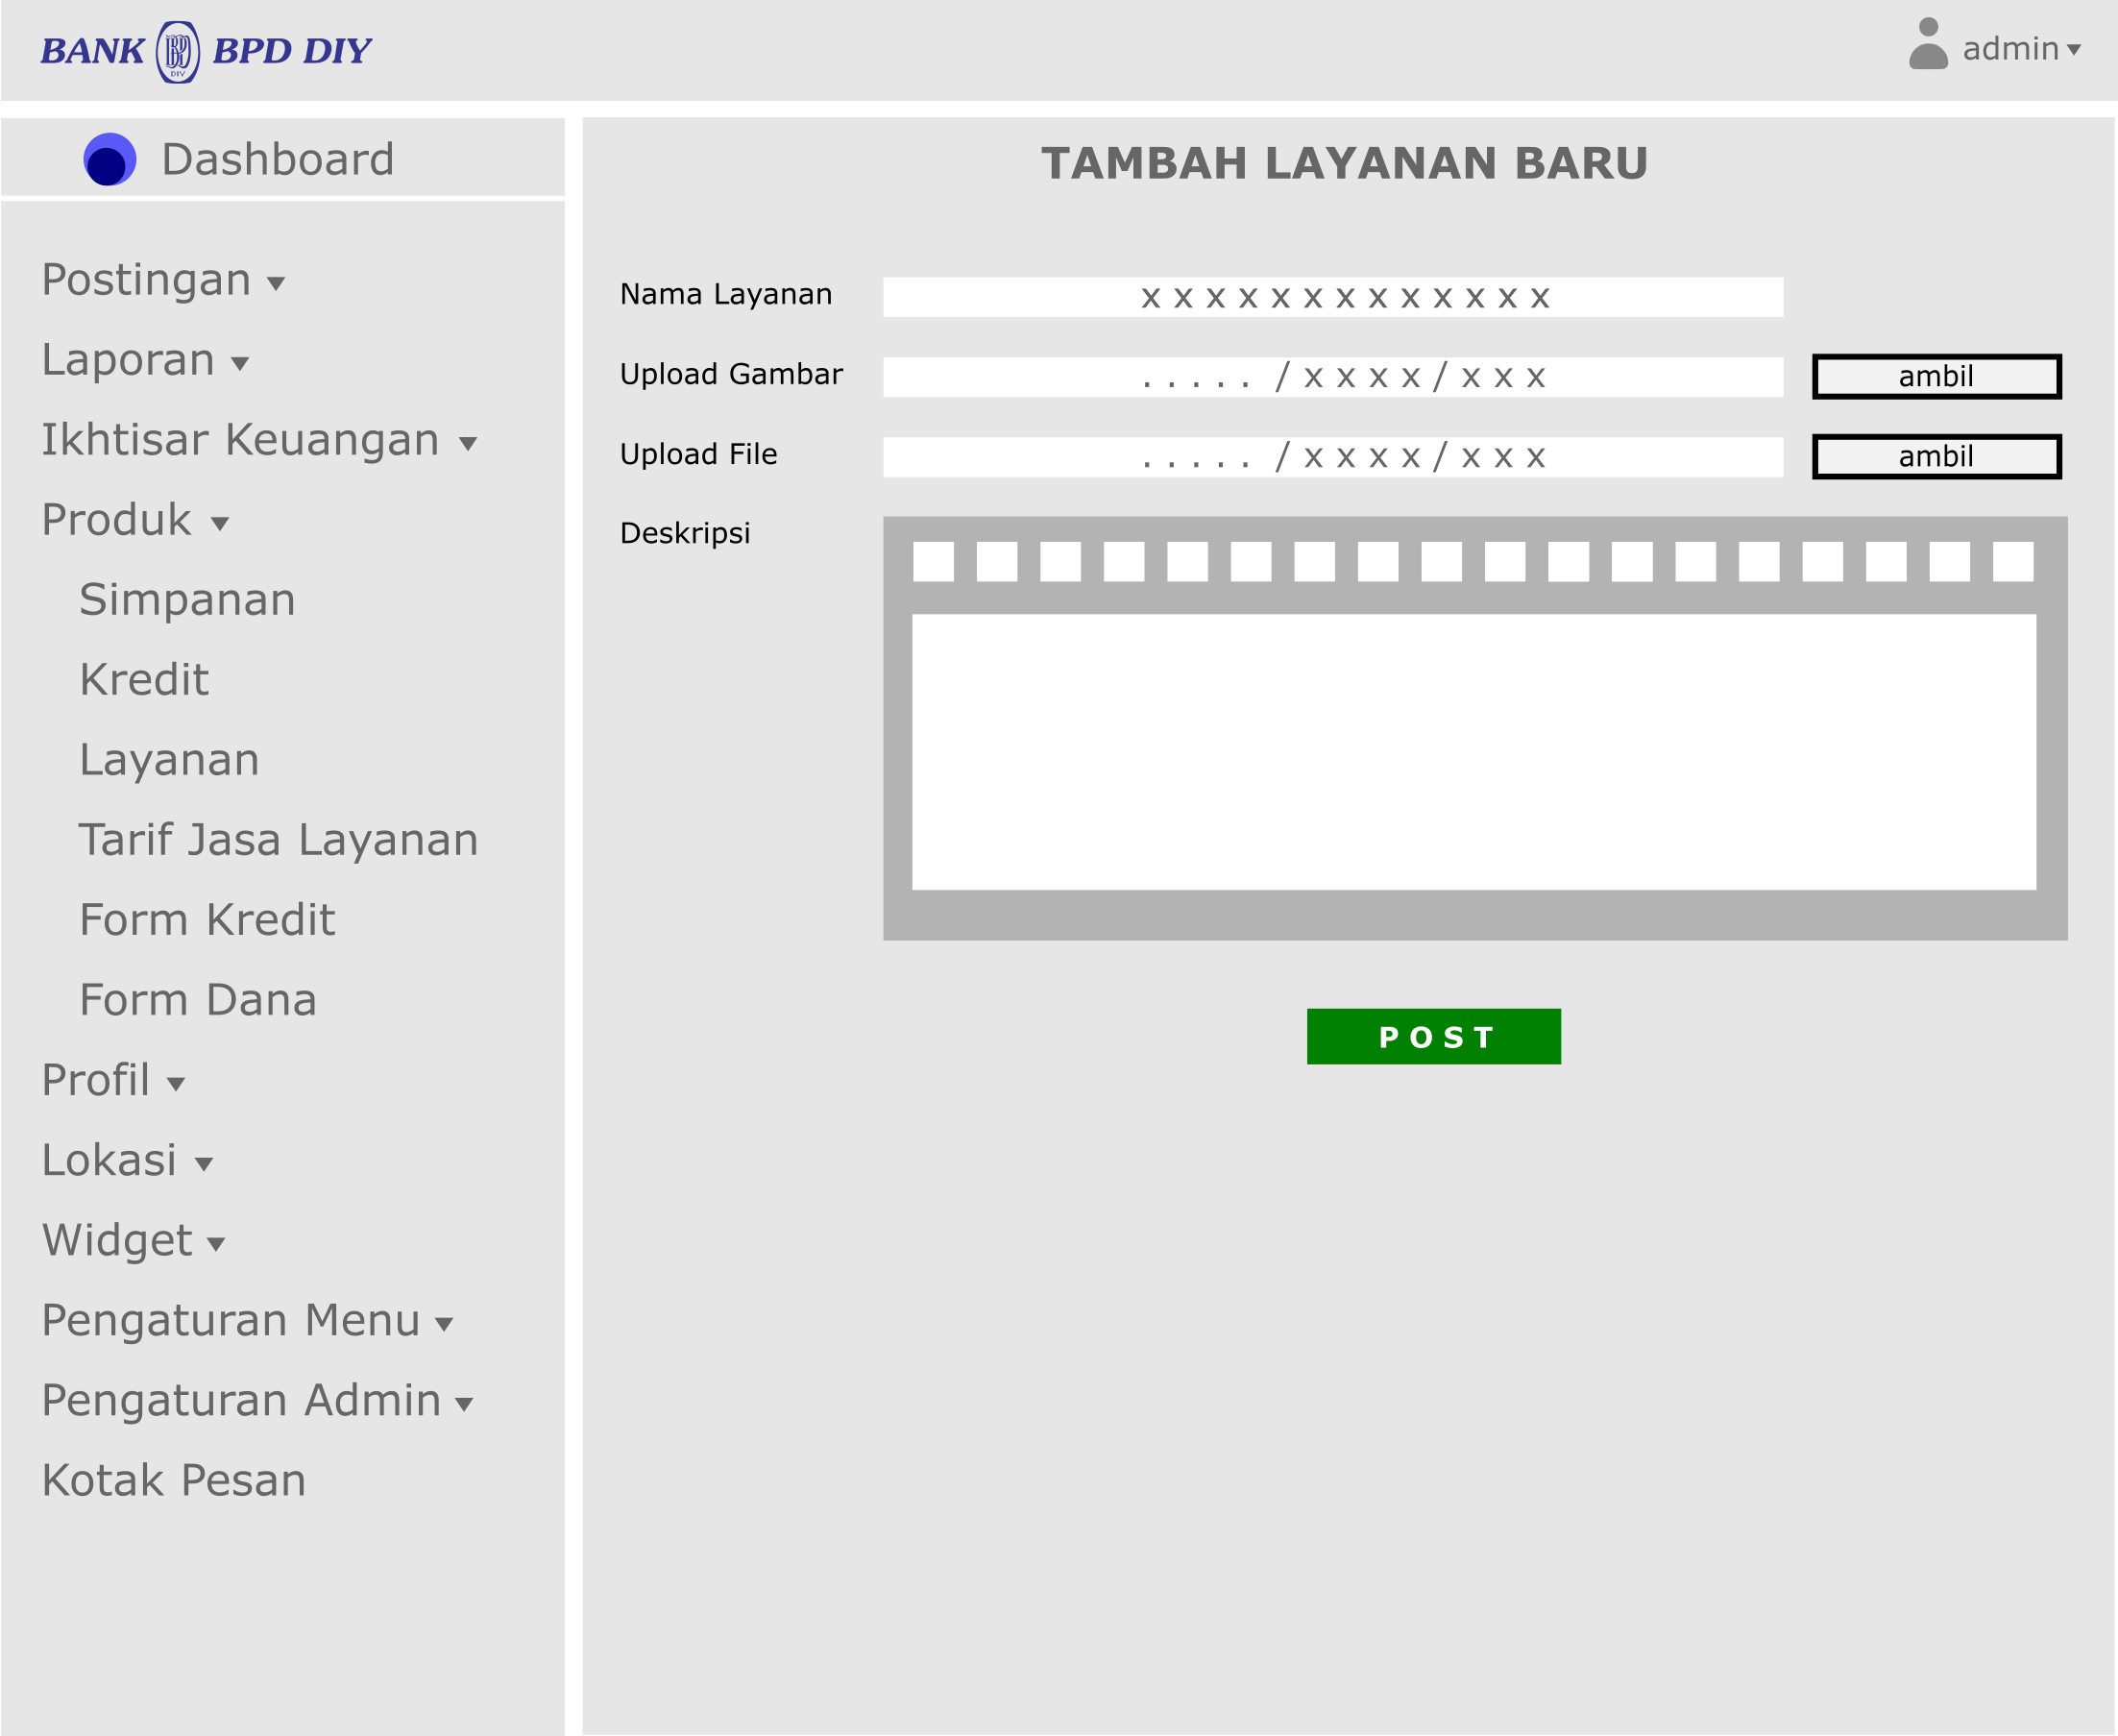 BANK BPD DIY
admin
Dashboard
Postingan
Laporan
Ikhtisar Keuangan
Produk
Simpanan
Kredit
Layanan
Tarif Jasa Layanan
Form Kredit
Form Dana
Profil
Lokasi
Widget
Pengaturan Menu
Pengaturan Admin
Kotak Pesan
TAMBAH LAYANAN BARU
Nama Layanan x x x x x x x x x x x x x
Upload Gambar . . . . . / x x x x / x x x ambil
Upload File . . . . . / x x x x / x x x ambil
Deskripsi
POST